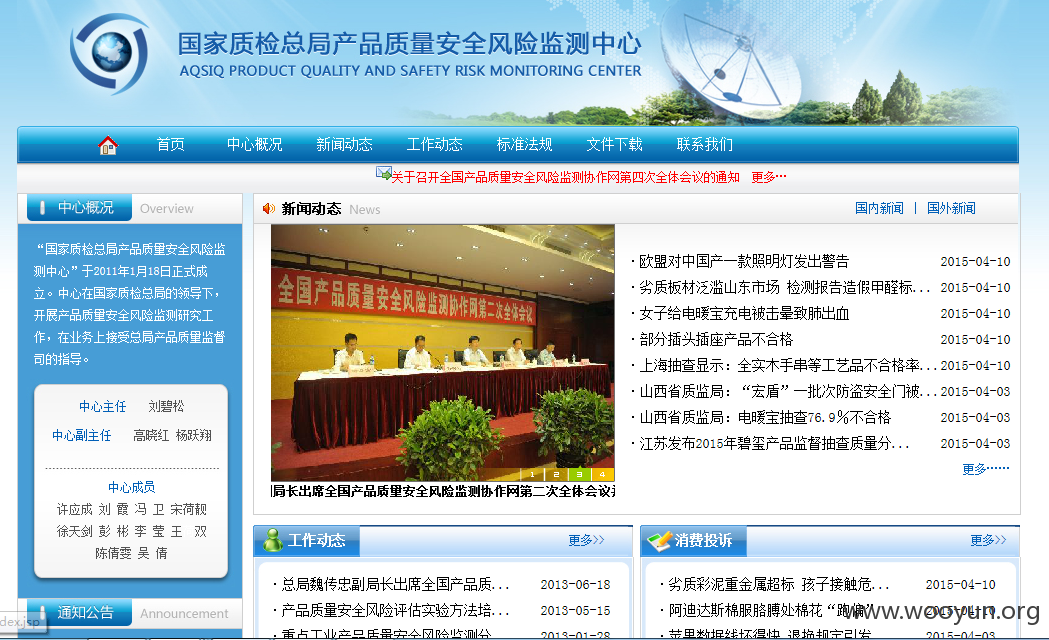 国家质检总局产品质量安全风险监测中心
AQSIQ PRODUCT QUALITY AND SAFETY RISK MONITORING CENTER
首页 中心概况 新闻动态 工作动态 标准法规 文件下载 联系我们
关于召开全国产品质量安全风险监测协作网第四次全体会议的通知 更多…
中心概况 Overview
“国家质检总局产品质量安全风险监
测中心”于2011年1月18日正式成
立。中心在国家质检总局的领导下，
开展产品质量安全风险监测研究工
作，在业务上接受总局产品质量监督
司的指导。
中心主任 刘碧松
中心副主任 高晓红 杨跃翔
中心成员
许应成 刘 霞 冯 卫 宋荷靓
徐天剑 彭 彬 李 莹 王 双
陈倩雯 吴 倩
通知公告 Announcement
dex.jsp
新闻动态 News
国内新闻 | 国外新闻
全国产品质量安全风险监测协作网第二次全体会议
1 2 3 4
局长出席全国产品质量安全风险监测协作网第二次全体会议
·欧盟对中国产一款照明灯发出警告 2015-04-10
·劣质板材泛滥山东市场 检测报告造假甲醛标... 2015-04-10
·女子给电暖宝充电被击晕致肺出血 2015-04-10
·部分插头插座产品不合格 2015-04-10
·上海抽查显示：全实木手串等工艺品不合格率... 2015-04-10
·山西省质监局：“宏盾”一批次防盗安全门被... 2015-04-03
·山西省质监局：电暖宝抽查76.9%不合格 2015-04-03
·江苏发布2015年碧玺产品监督抽查质量分... 2015-04-03
更多……
工作动态 更多>>
·总局魏传忠副局长出席全国产品质... 2013-06-18
·产品质量安全风险评估实验方法培... 2013-05-15
·重点工业产品质量安全风险监测分... 2013-01-28
消费投诉 更多>>
·劣质彩泥重金属超标 孩子接触危... 2015-04-10
·阿迪达斯棉服胳膊处棉花“跑偏” 2015-04-10
·苹果数据线坏得快 退换规定引发...
www.wooyun.org